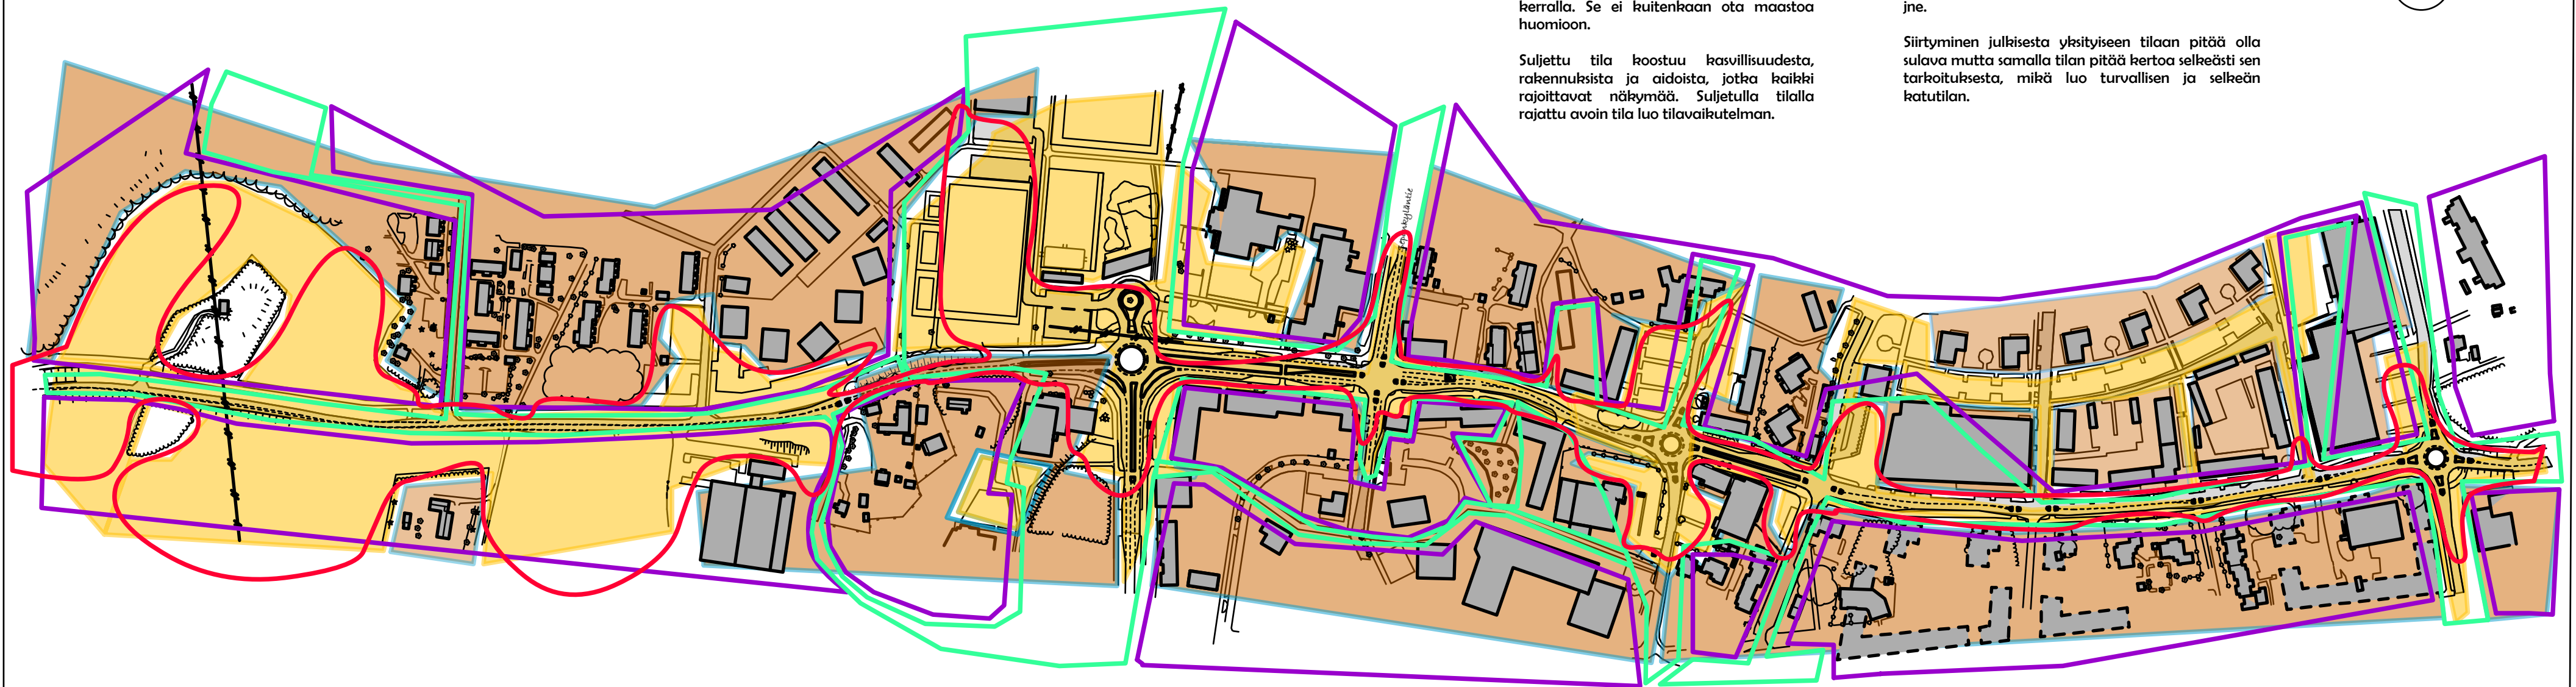 kerralla. Se ei kuitenkaan ota maastoa
huomioon.
Suljettu tila koostuu kasvillisuudesta,
rakennuksista ja aidoista, jotka kaikki
rajoittavat näkymää. Suljetulla tilalla
rajattu avoin tila luo tilavaikutelman.
jne.
Siirtyminen julkisesta yksityiseen tilaan pitää olla
sulava mutta samalla tilan pitää kertoa selkeästi sen
tarkoituksesta, mikä luo turvallisen ja selkeän
katutilan.